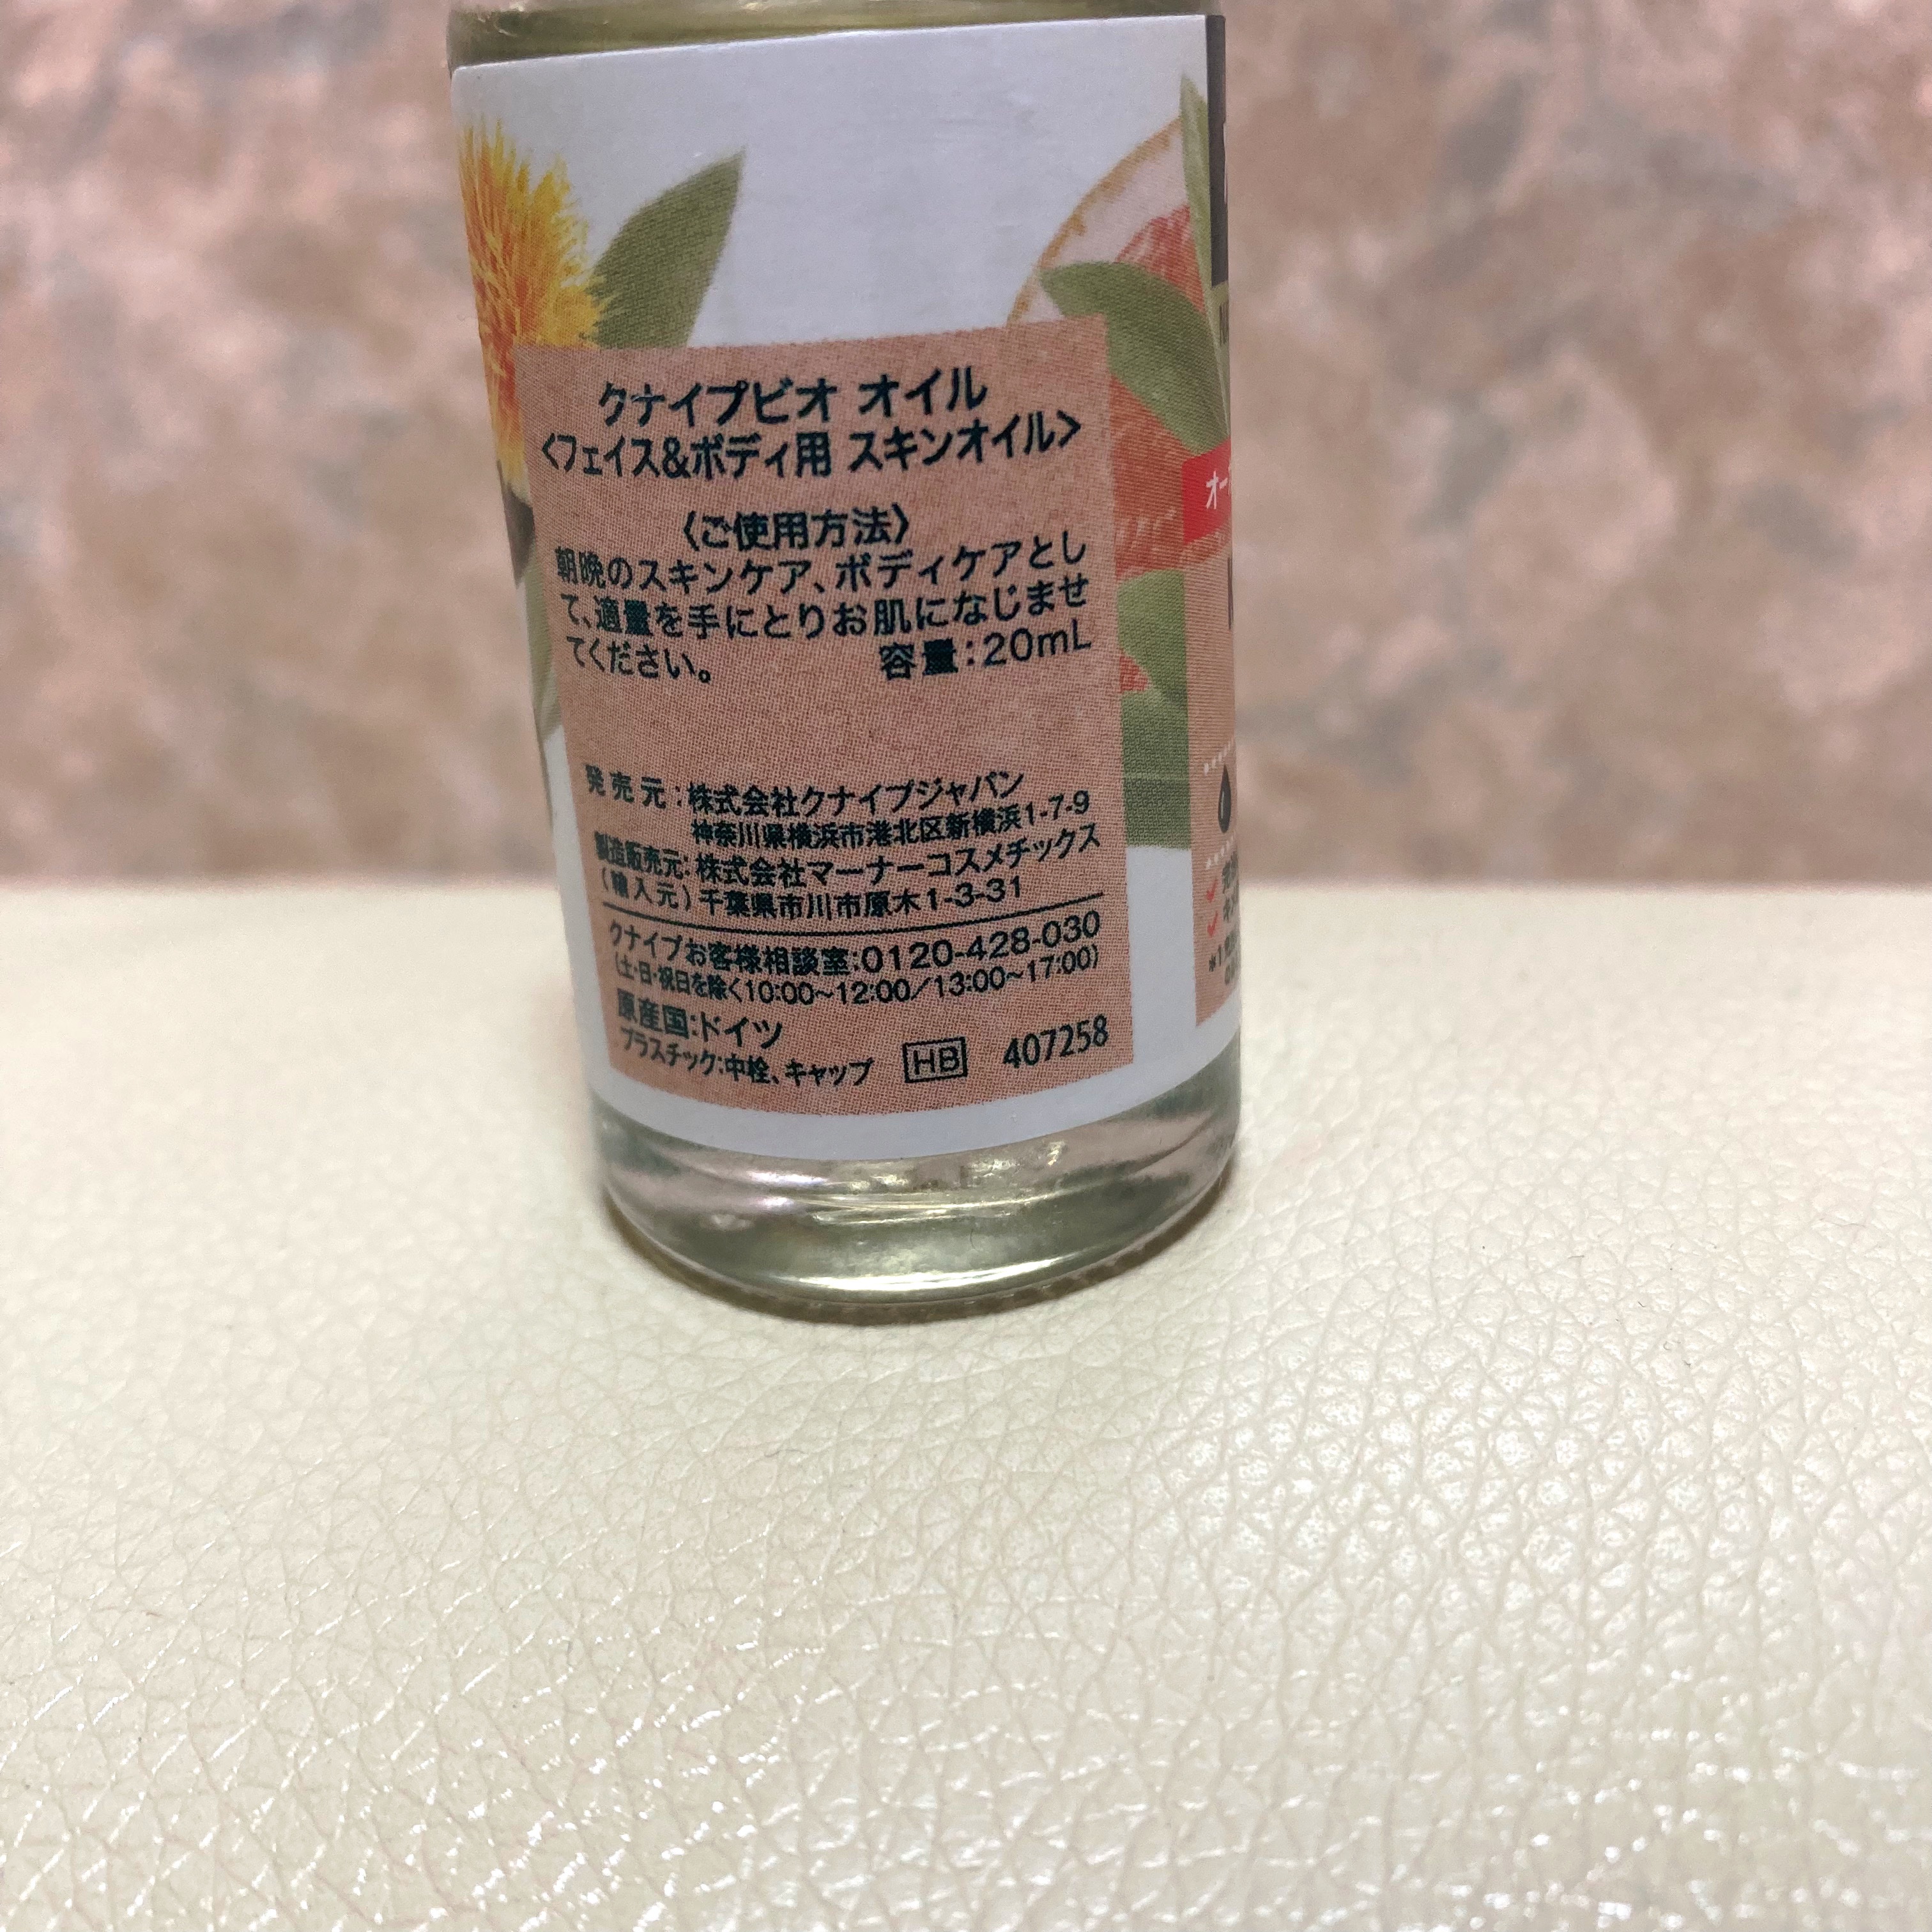 クナイプビオ オイル
〈フェイス&ボディ用 スキンオイル〉
〈ご使用方法〉
朝晩のスキンケア、ボディケアとし
て、適量を手にとりお肌になじませ
てください。 容量:20mL
発売元:株式会社クナイプジャパン
神奈川県横浜市港北区新横浜1-7-9
製造販売元:株式会社マーナーコスメチックス
(輸入元)千葉県市川市原木1-3-31
クナイプお客様相談室:0120-428-030
(土・日・祝日を除く10:00~12:00/13:00~17:00)
原産国:ドイツ
プラスチック:中栓、キャップ HB 407258
オー